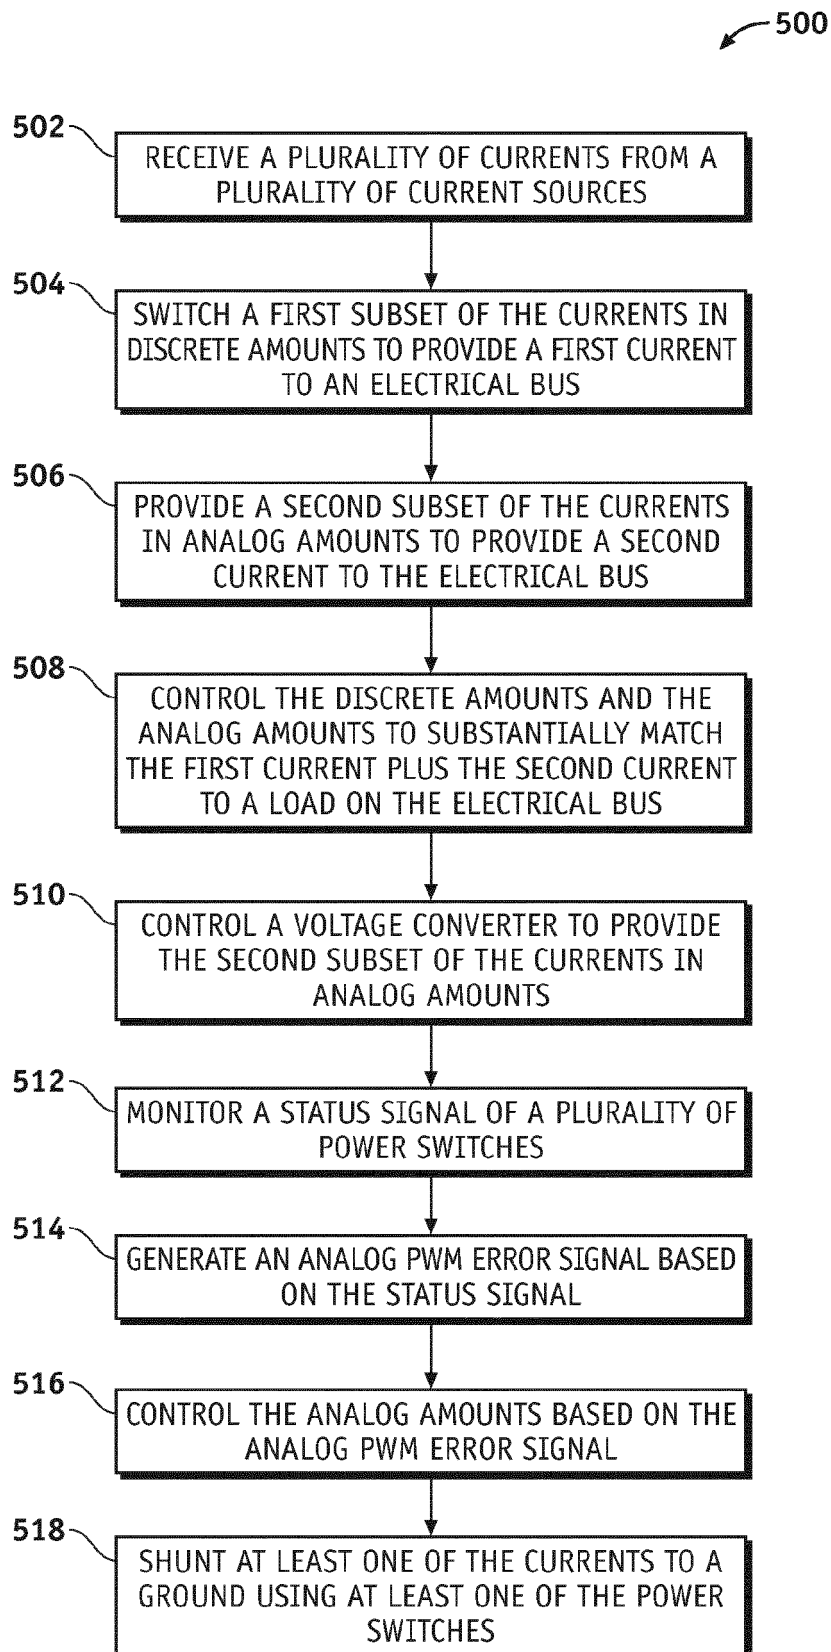 500
502
RECEIVE A PLURALITY OF CURRENTS FROM A
PLURALITY OF CURRENT SOURCES
504
SWITCH A FIRST SUBSET OF THE CURRENTS IN
DISCRETE AMOUNTS TO PROVIDE A FIRST CURRENT
TO AN ELECTRICAL BUS
506
PROVIDE A SECOND SUBSET OF THE CURRENTS
IN ANALOG AMOUNTS TO PROVIDE A SECOND
CURRENT TO THE ELECTRICAL BUS
508
CONTROL THE DISCRETE AMOUNTS AND THE
ANALOG AMOUNTS TO SUBSTANTIALLY MATCH
THE FIRST CURRENT PLUS THE SECOND CURRENT
TO A LOAD ON THE ELECTRICAL BUS
510
CONTROL A VOLTAGE CONVERTER TO PROVIDE
THE SECOND SUBSET OF THE CURRENTS IN
ANALOG AMOUNTS
512
MONITOR A STATUS SIGNAL OF A PLURALITY OF
POWER SWITCHES
514
GENERATE AN ANALOG PWM ERROR SIGNAL BASED
ON THE STATUS SIGNAL
516
CONTROL THE ANALOG AMOUNTS BASED ON THE
ANALOG PWM ERROR SIGNAL
518
SHUNT AT LEAST ONE OF THE CURRENTS TO A
GROUND USING AT LEAST ONE OF THE POWER
SWITCHES